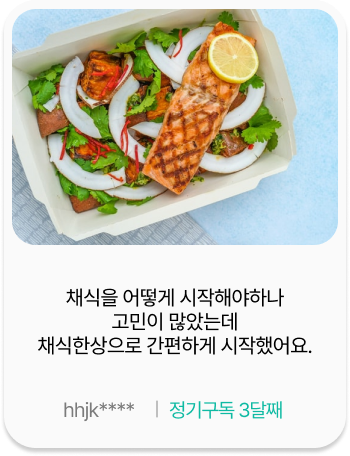 채식을 어떻게 시작해야하나
고민이 많았는데
채식한상으로 간편하게 시작했어요.
hhjk**** | 정기구독 3달째